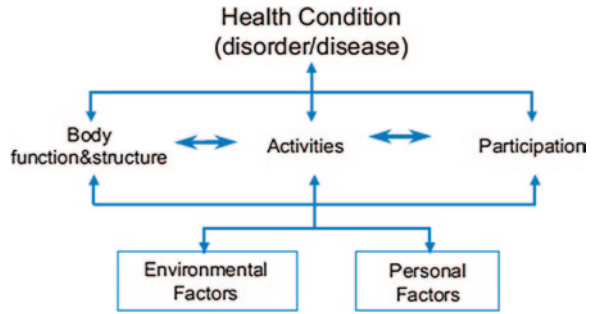 Health Condition
(disorder/disease)
Body
function&structure
Activities
Participation
Environmental
Factors
Personal
Factors